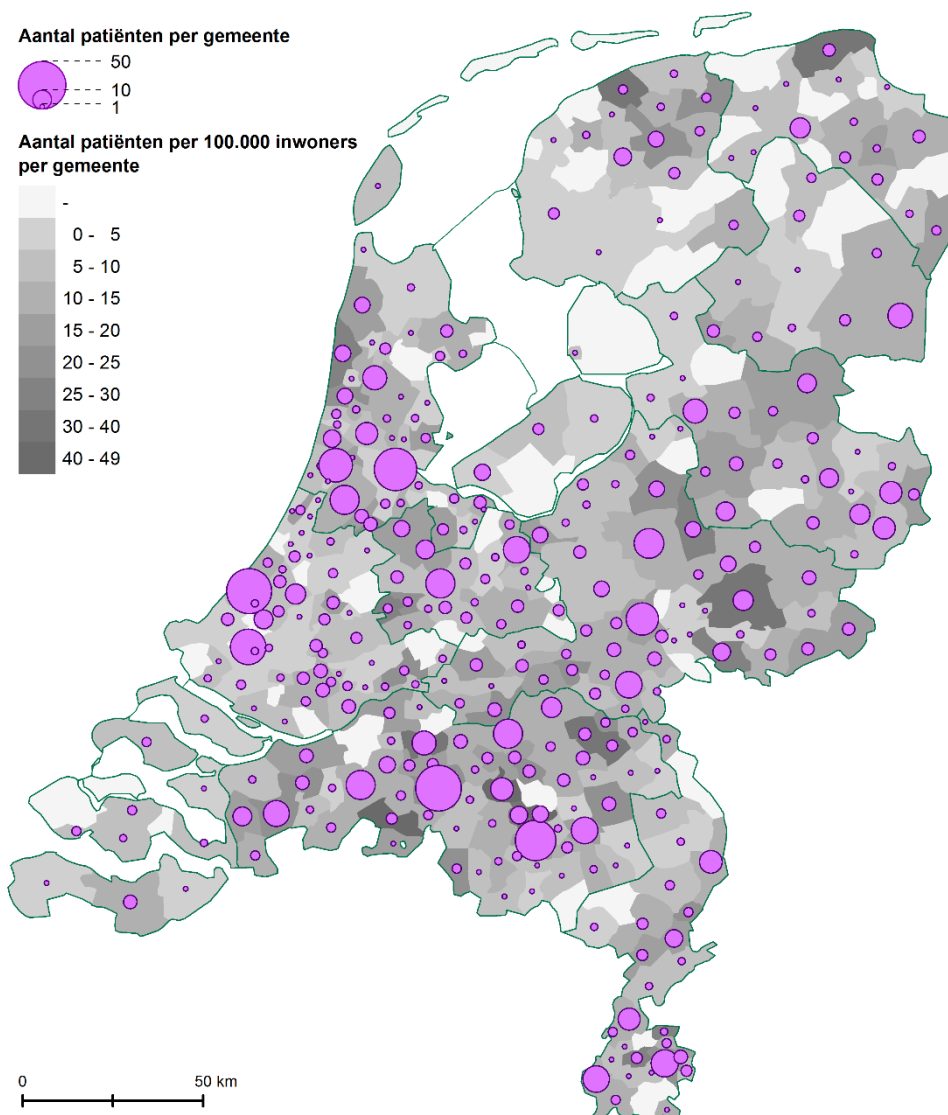 Aantal patiënten per gemeente
50
10
1
Aantal patiënten per 100.000 inwoners
per gemeente
-
0 - 5
5 - 10
10 - 15
15 - 20
20 - 25
25 - 30
30 - 40
40 - 49
0 50 km